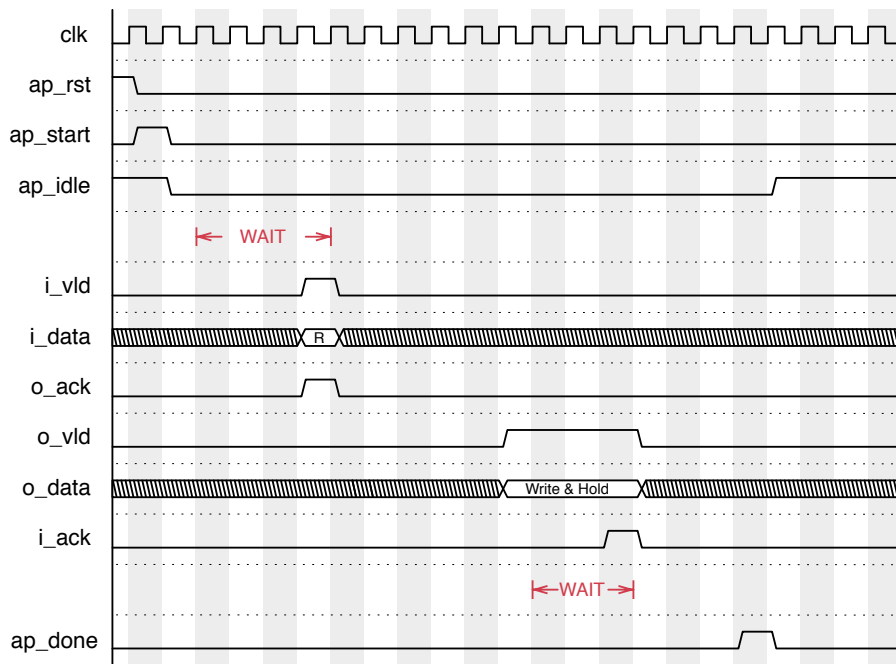 clk
ap_rst
ap_start
ap_idle
WAIT
i_vld
i_data
R
o_ack
o_vld
o_data
Write & Hold
i_ack
WAIT
ap_done